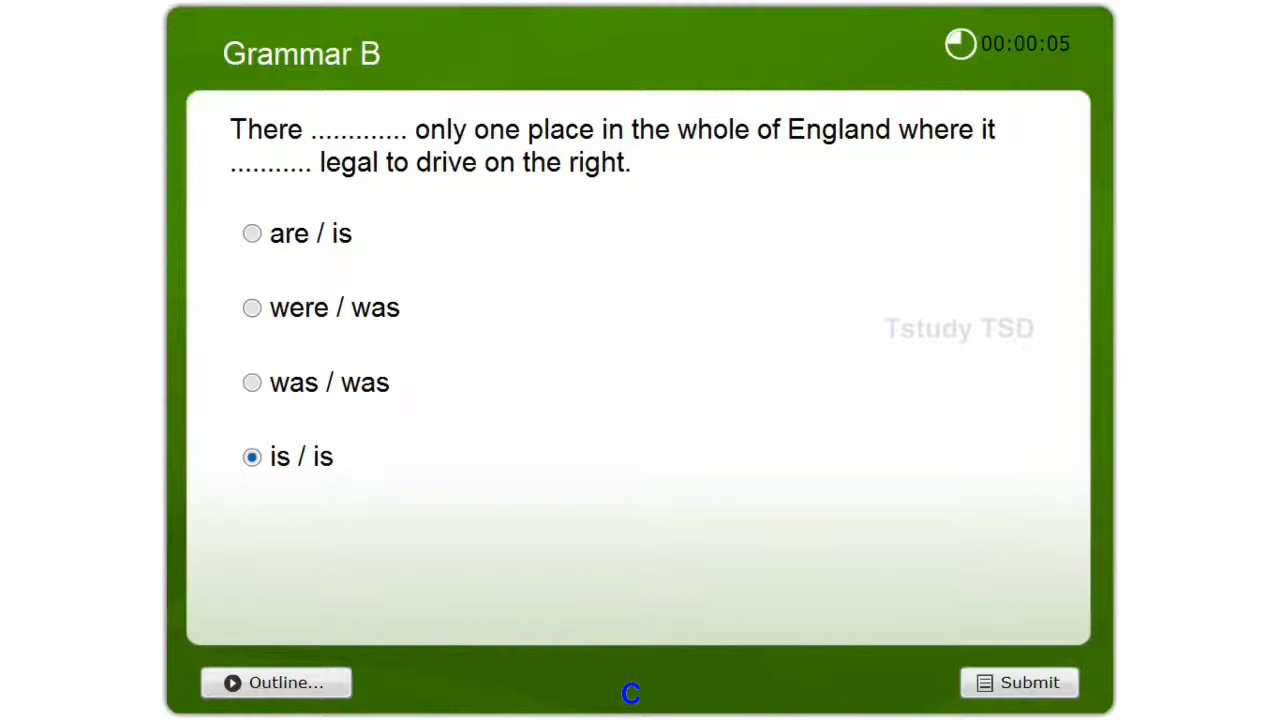 Grammar B
00:00:05
There ............. only one place in the whole of England where it
........... legal to drive on the right.
are / is
were / was
Tstudy TSD
was / was
is / is
Outline...
C
Submit